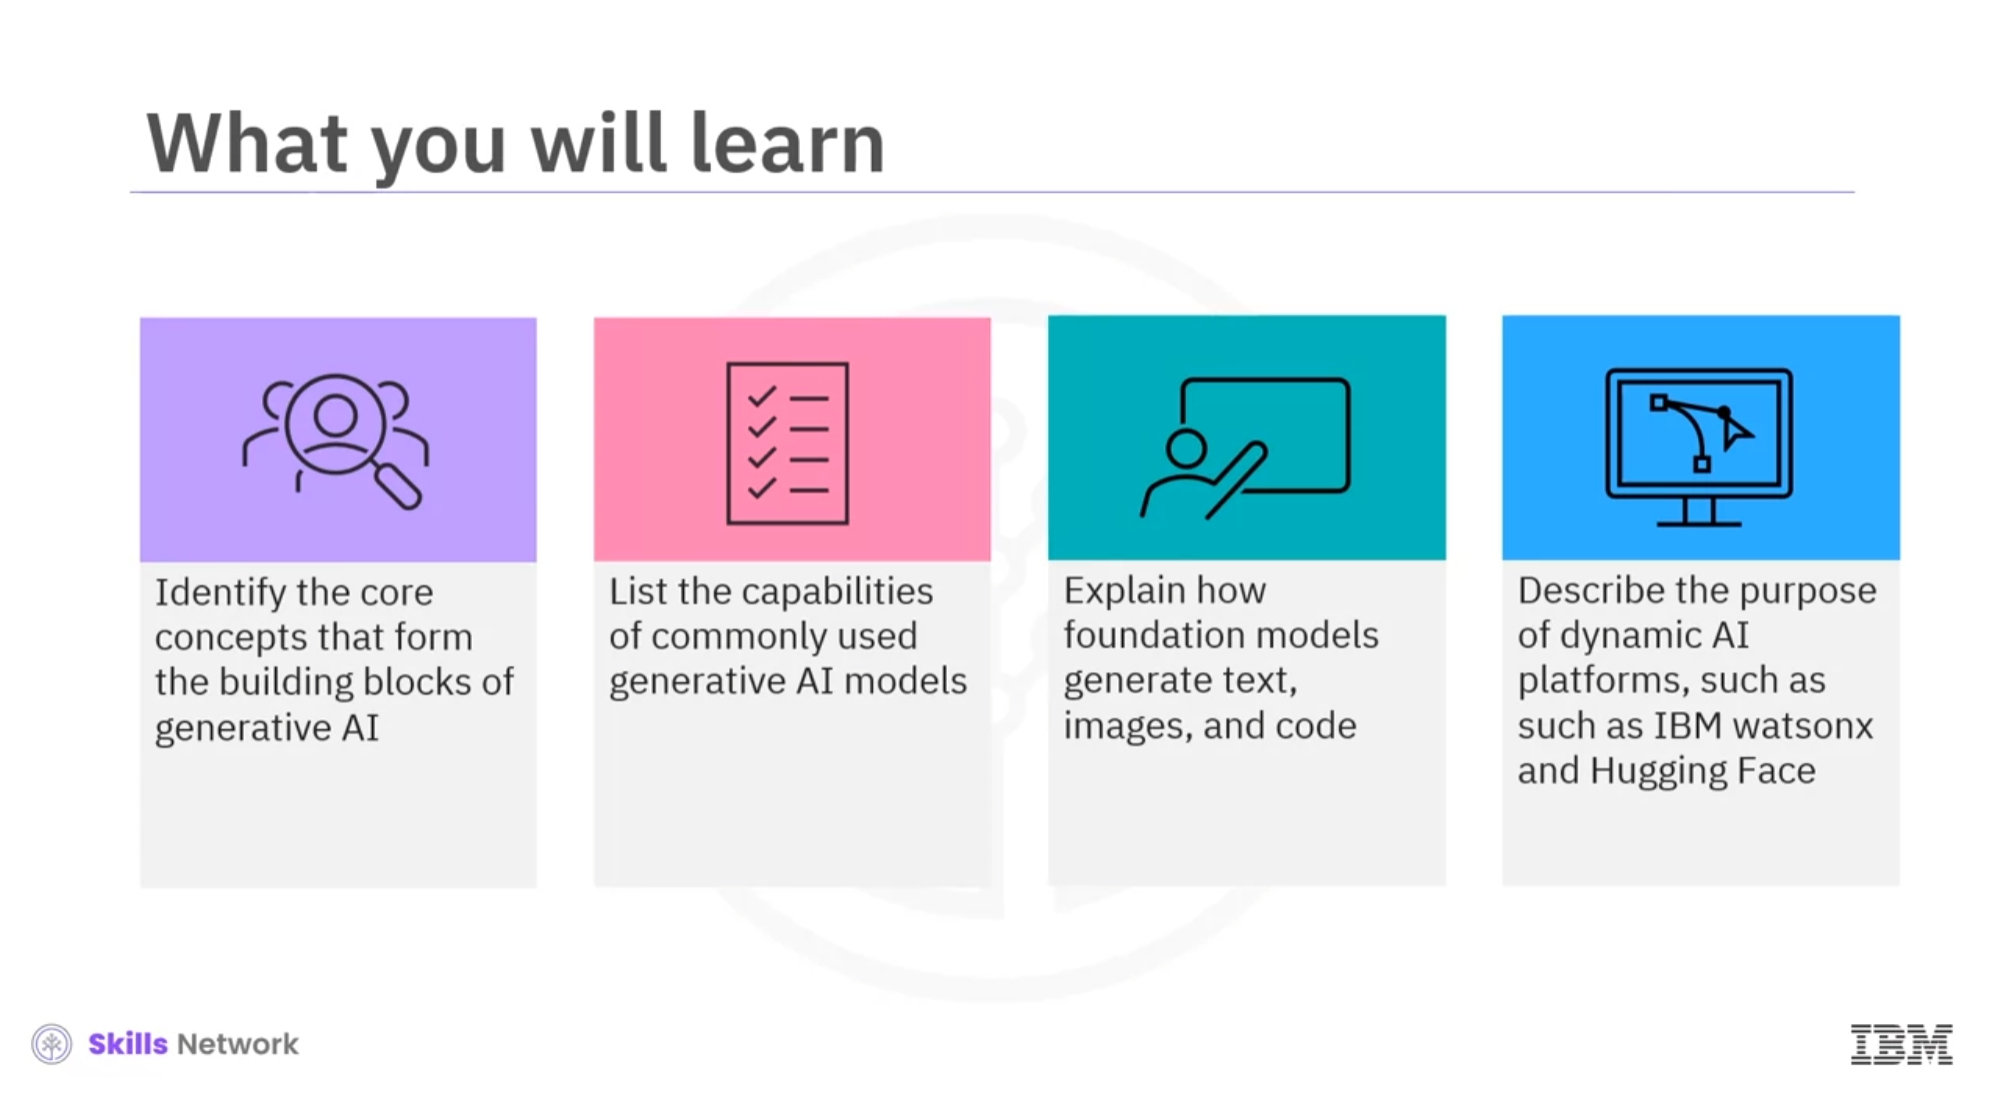 What you will learn
Identify the core
concepts that form
the building blocks of
generative AI
List the capabilities
of commonly used
generative AI models
Explain how
foundation models
generate text,
images, and code
Describe the purpose
of dynamic AI
platforms, such as
such as IBM watsonx
and Hugging Face
Skills Network
IBM